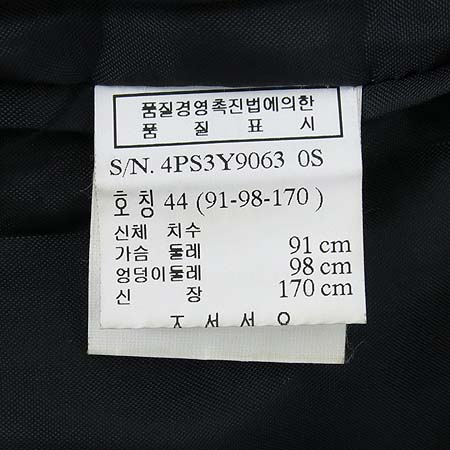 품질경영촉진법에의한
품 질 표 시
S/N. 4PS3Y9063 0S
호칭 44 (91-98-170 )
신체 치수
가슴 둘레 91 cm
엉덩이둘레 98 cm
신 장 170 cm